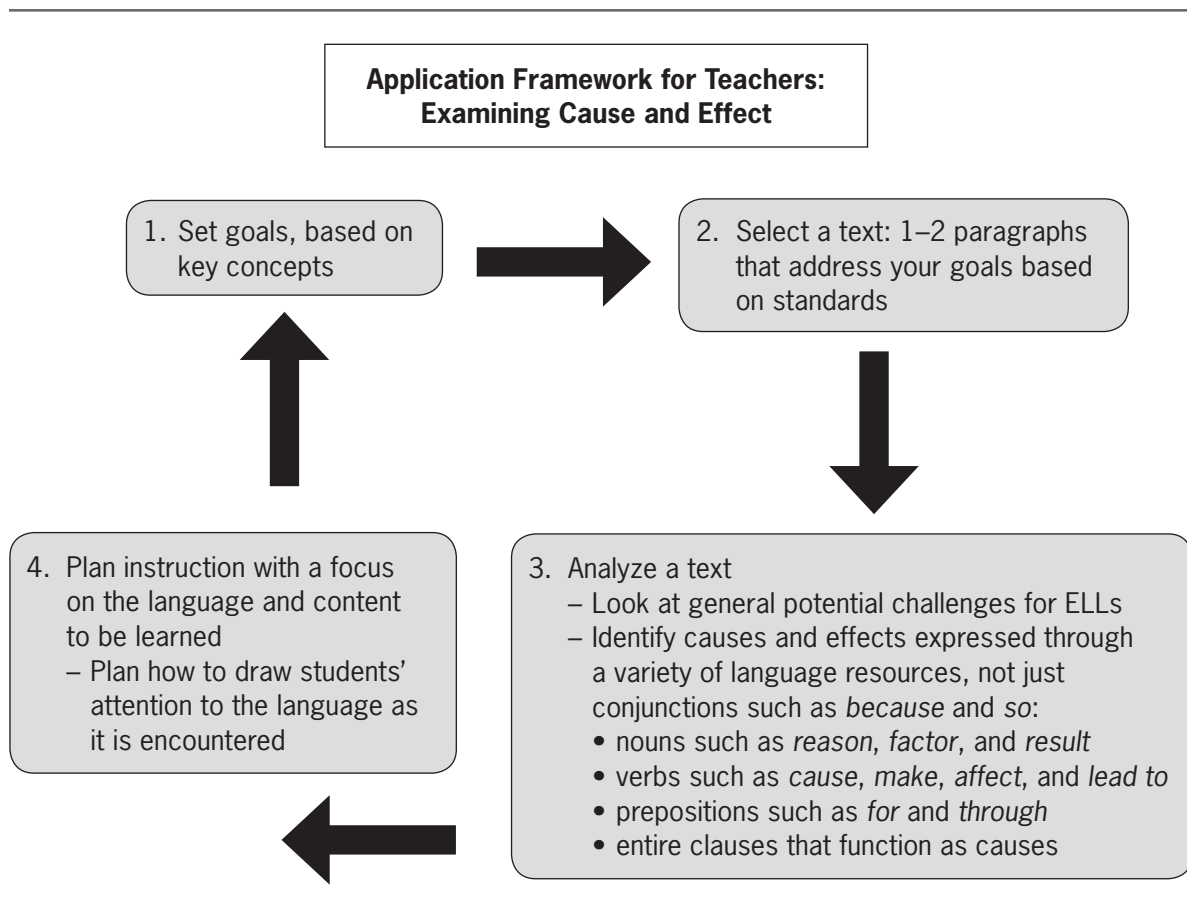 Application Framework for Teachers:
Examining Cause and Effect
1. Set goals, based on
key concepts
2. Select a text: 1–2 paragraphs
that address your goals based
on standards
3. Analyze a text
– Look at general potential challenges for ELLs
– Identify causes and effects expressed through
a variety of language resources, not just
conjunctions such as because and so:
• nouns such as reason, factor, and result
• verbs such as cause, make, affect, and lead to
• prepositions such as for and through
• entire clauses that function as causes
4. Plan instruction with a focus
on the language and content
to be learned
– Plan how to draw students’
attention to the language as
it is encountered